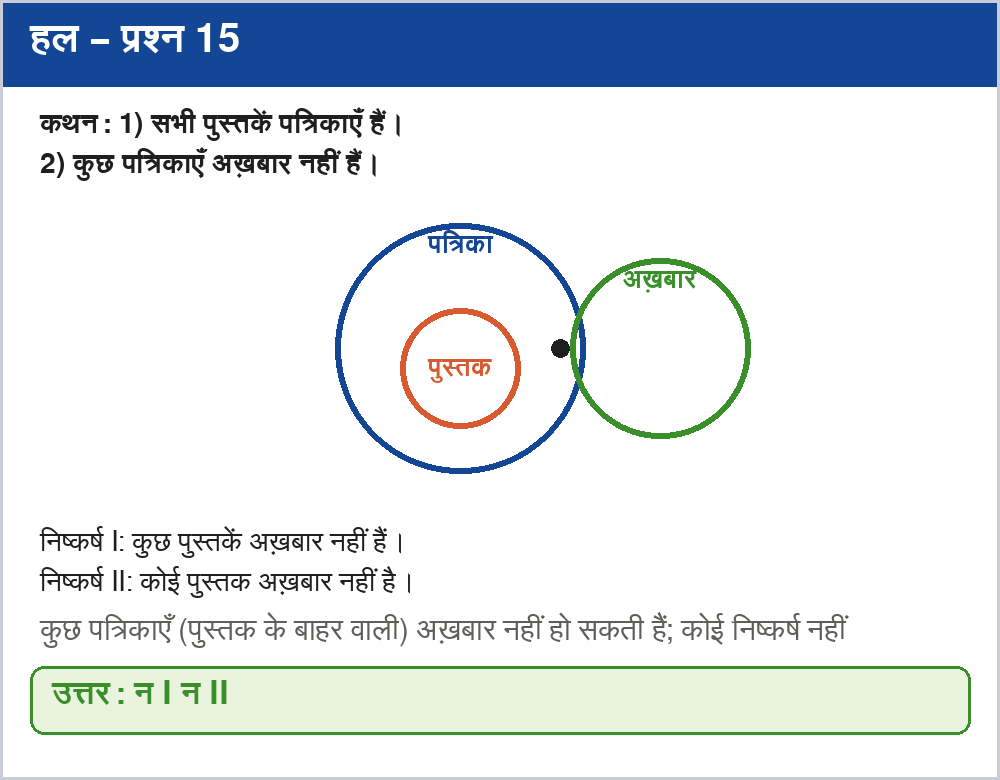 हल – प्रश्न 15
कथन : 1) सभी पुस्तकें पत्रिकाएँ हैं।
2) कुछ पत्रिकाएँ अख़बार नहीं हैं।
पत्रिका
अख़बार
पुस्तक
निष्कर्ष I: कुछ पुस्तकें अख़बार नहीं हैं।
निष्कर्ष II: कोई पुस्तक अख़बार नहीं है।
कुछ पत्रिकाएँ (पुस्तक के बाहर वाली) अख़बार नहीं हो सकती हैं; कोई निष्कर्ष नहीं
उत्तर : न I न II